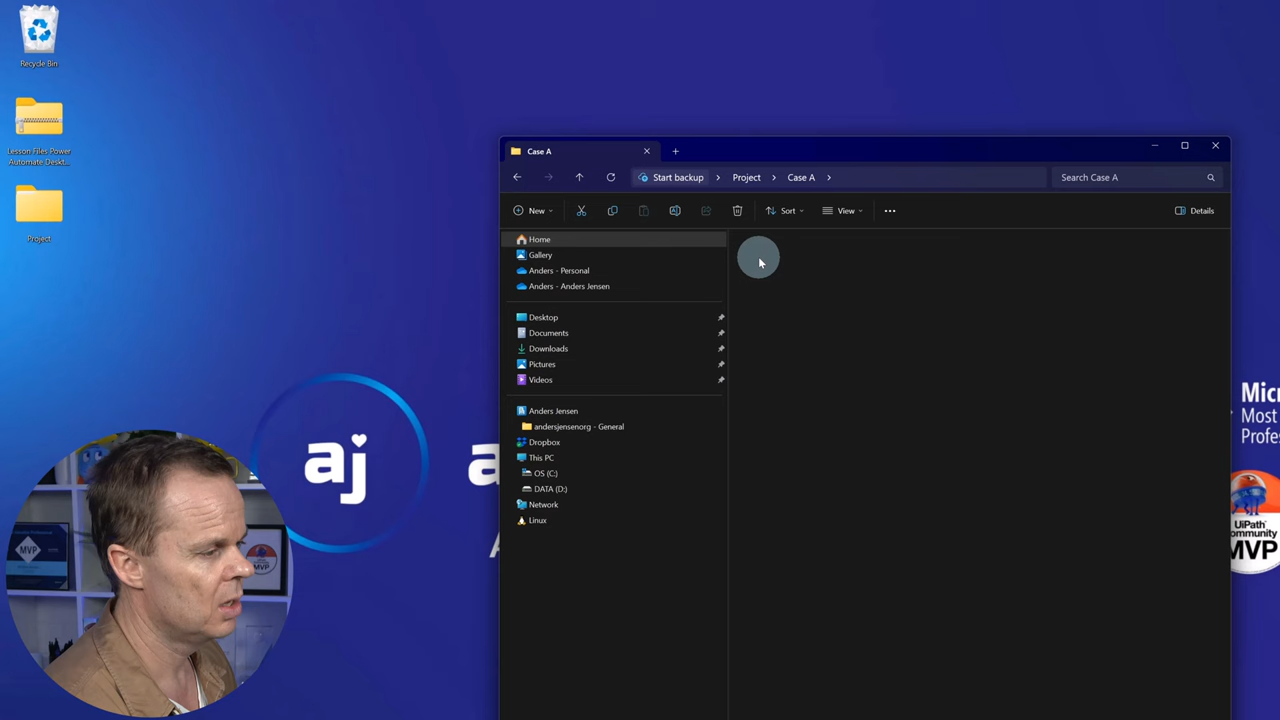 Recycle Bin
Lesson Files Power
Automate Deskt...
Project
Case A
Start backup
Project
Case A
Search Case A
New
Sort
View
Details
Home
Gallery
Anders - Personal
Anders - Anders Jensen
Desktop
Documents
Downloads
Pictures
Videos
Anders Jensen
andersjensenorg - General
Dropbox
This PC
OS (C:)
DATA (D:)
Network
Linux
aj
a
A
Micr
Most
Profes
UiPath
Community
MVP
MVP